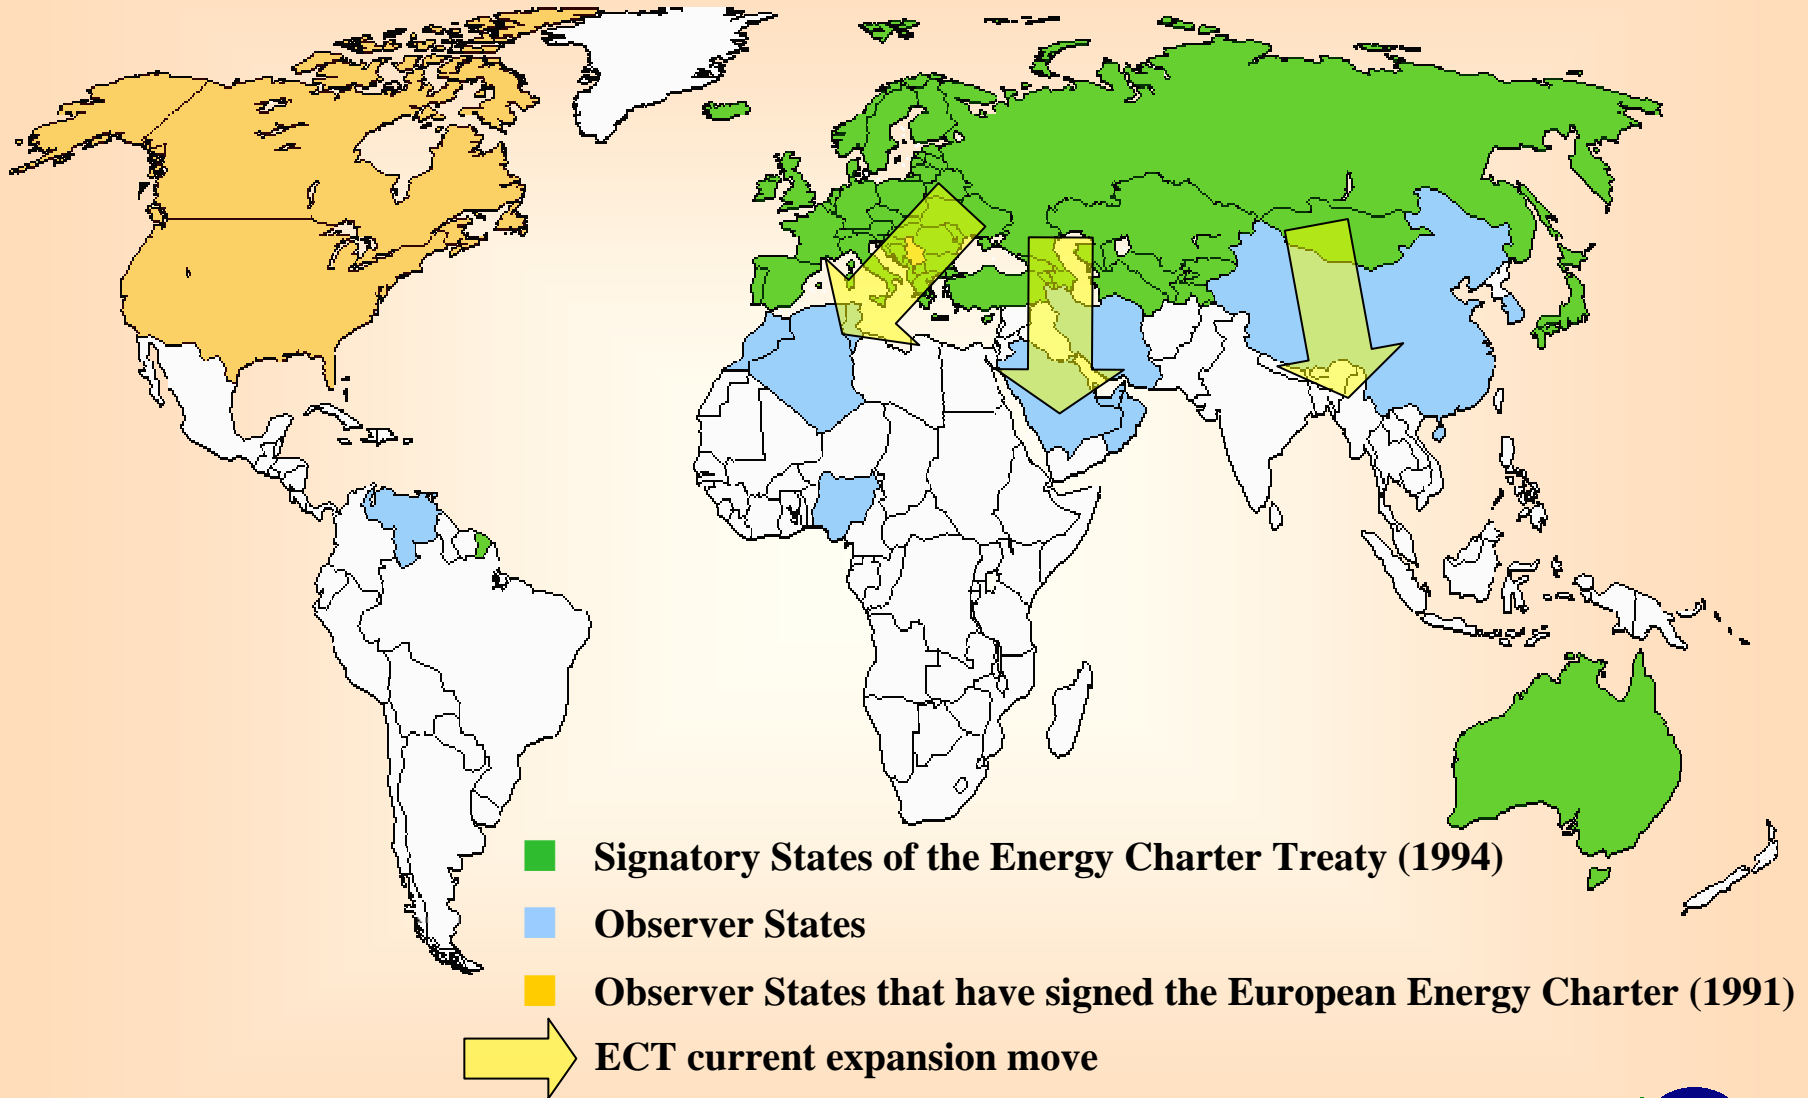 Signatory States of the Energy Charter Treaty (1994)
Observer States
Observer States that have signed the European Energy Charter (1991)
ECT current expansion move